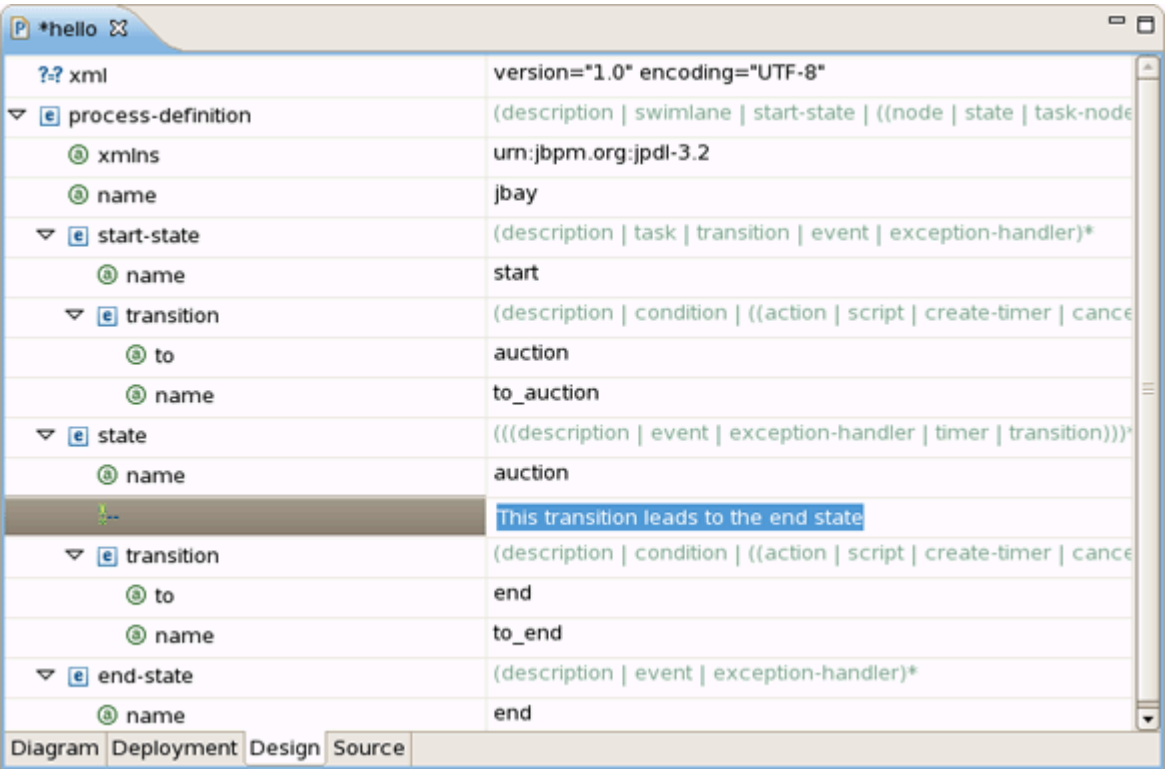 *hello
xml version="1.0" encoding="UTF-8"
process-definition (description | swimlane | start-state | ((node | state | task-node
xmlns urn:jbpm.org:jpdl-3.2
name jbay
start-state (description | task | transition | event | exception-handler)*
name start
transition (description | condition | ((action | script | create-timer | cance
to auction
name to_auction
state (((description | event | exception-handler | timer | transition)))*
name auction
This transition leads to the end state
transition (description | condition | ((action | script | create-timer | cance
to end
name to_end
end-state (description | event | exception-handler)*
name end
Diagram Deployment Design Source